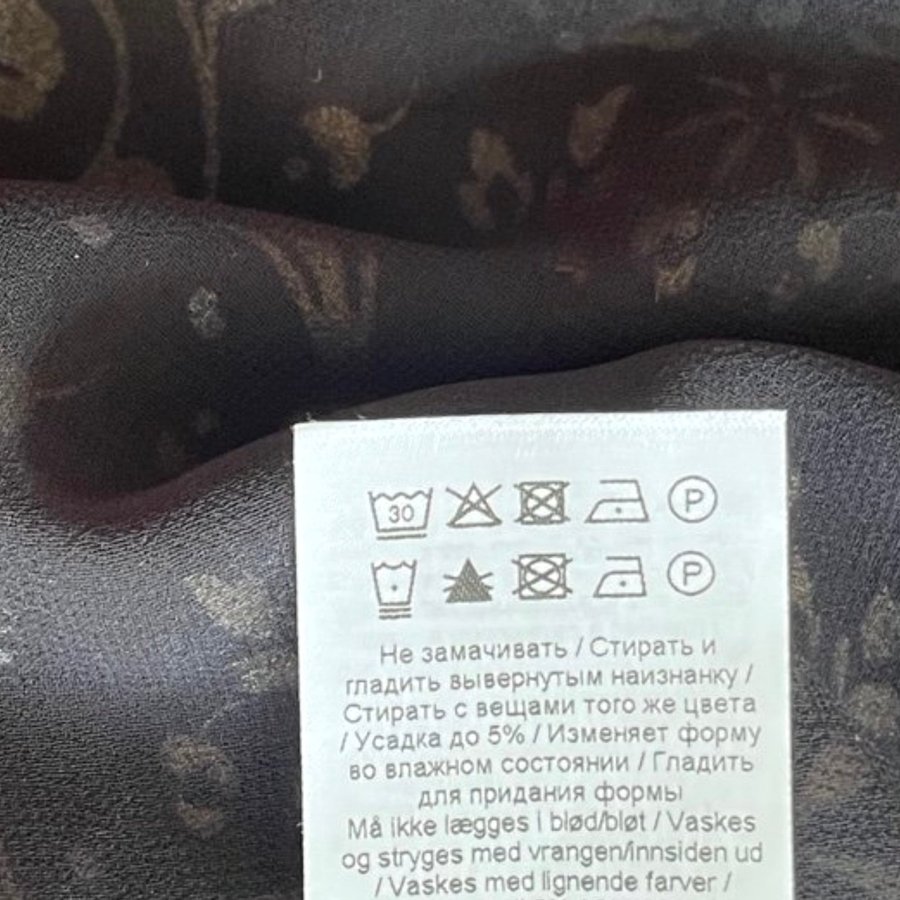 30 P
P
Не замачивать / Стирать и
гладить вывернутым наизнанку /
Стирать с вещами того же цвета
/ Усадка до 5% / Изменяет форму
во влажном состоянии / Гладить
для придания формы
Må ikke lægges i blød/bløt / Vaskes
og stryges med vrangen/innsiden ud
/ Vaskes med lignende farver /